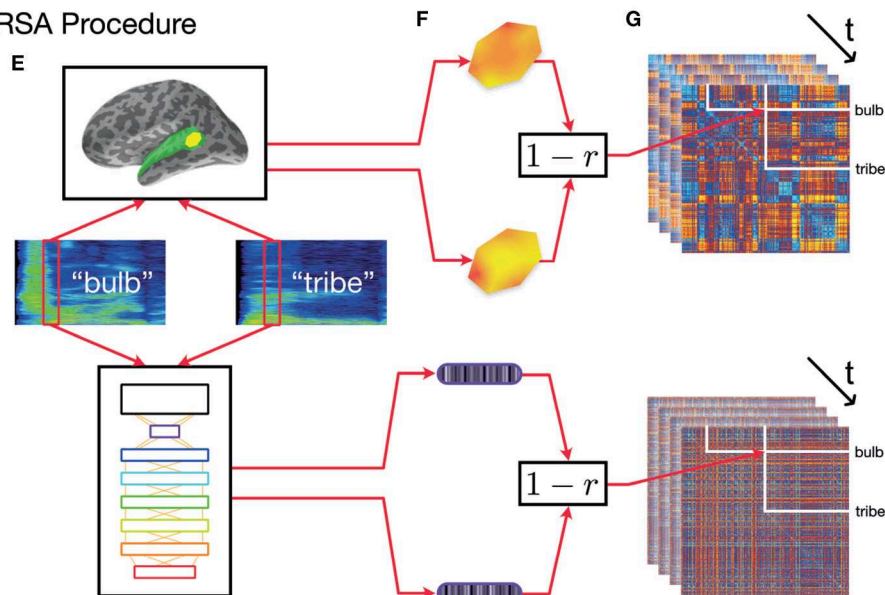 RSA Procedure
E
F
G
t
bulb
tribe
1 − r
"bulb"
"tribe"
t
bulb
tribe
1 − r